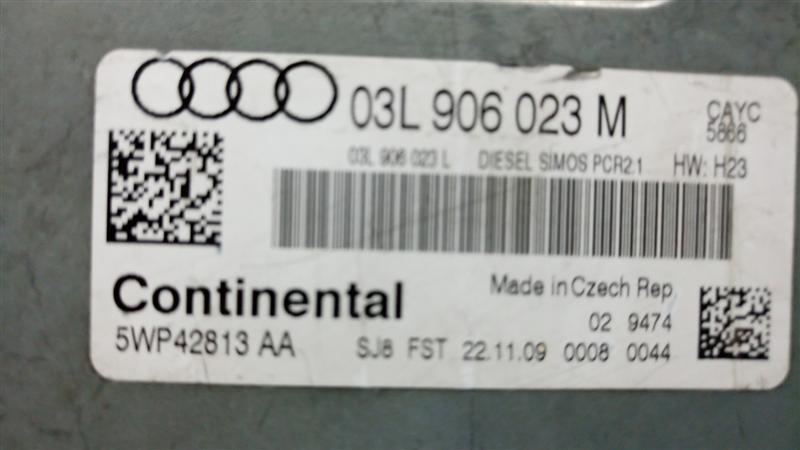 03L 906 023 M
CAYC
5866
03L 906 023 L DIESEL SIMOS PCR2.1 HW: H23
Continental
Made in Czech Rep
02 9474
5WP42813 AA
SJ8 FST 22.11.09 0008 0044